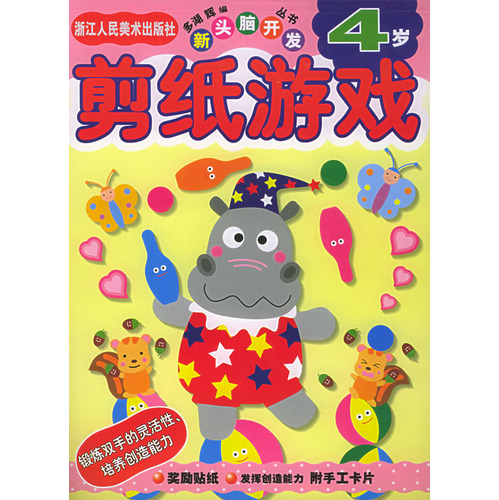 浙江人民美术出版社
多湖辉 编
新头脑开发丛书
4岁
剪纸游戏
锻炼双手的灵活性、
培养创造能力
奖励贴纸 发挥创造能力 附手工卡片